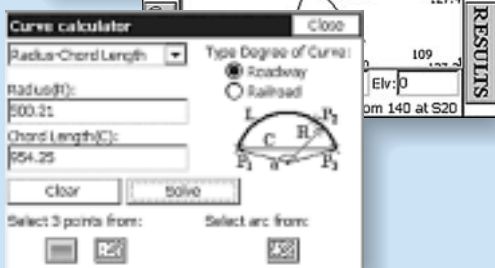 Curve calculator Close
Radius-Chord Length
Type Degree of Curve:
Roadway
Railroad
Radius(R):
500.21
Chord Length(C):
954.25
L P2
C R
P1 a P3
Clear Solve
Select 3 points from: Select arc from:
109
Elv: 0
om 140 at S20
RESULTS